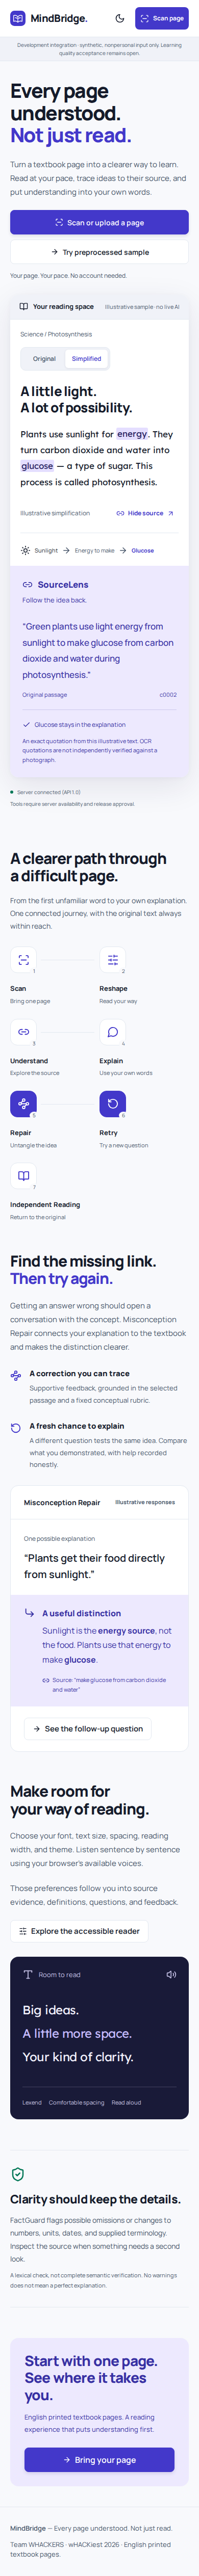 MindBridge.
Scan page
Development integration · synthetic, nonpersonal input only. Learning
quality acceptance remains open.
Every page
understood.
Not just read.
Turn a textbook page into a clearer way to learn.
Read at your pace, trace ideas to their source, and
put understanding into your own words.
Scan or upload a page
Try preprocessed sample
Your page. Your pace. No account needed.
Your reading space
Illustrative sample · no live AI
Science / Photosynthesis
Original
Simplified
A little light.
A lot of possibility.
Plants use sunlight for energy. They
turn carbon dioxide and water into
glucose — a type of sugar. This
process is called photosynthesis.
Illustrative simplification
Hide source
Sunlight
Energy to make
Glucose
SourceLens
Follow the idea back.
“Green plants use light energy from
sunlight to make glucose from carbon
dioxide and water during
photosynthesis.”
Original passage
c0002
Glucose stays in the explanation
An exact quotation from this illustrative text. OCR
quotations are not independently verified against a
photograph.
Server connected (API 1.0)
Tools require server availability and release approval.
A clearer path through
a difficult page.
From the first unfamiliar word to your own explanation.
One connected journey, with the original text always
within reach.
1
2
Scan
Reshape
Bring one page
Read your way
3
4
Understand
Explain
Explore the source
Use your own words
5
6
Repair
Retry
Untangle the idea
Try a new question
7
Independent Reading
Return to the original
Find the missing link.
Then try again.
Getting an answer wrong should open a
conversation with the concept. Misconception
Repair connects your explanation to the textbook
and makes the distinction clearer.
A correction you can trace
Supportive feedback, grounded in the selected
passage and a fixed conceptual rubric.
A fresh chance to explain
A different question tests the same idea. Compare
what you demonstrated, with help recorded
honestly.
Misconception Repair
Illustrative responses
One possible explanation
“Plants get their food directly
from sunlight.”
A useful distinction
Sunlight is the energy source, not
the food. Plants use that energy to
make glucose.
Source: “make glucose from carbon dioxide
and water”
See the follow-up question
Make room for
your way of reading.
Choose your font, text size, spacing, reading
width, and theme. Listen sentence by sentence
using your browser’s available voices.
Those preferences follow you into source
evidence, definitions, questions, and feedback.
Explore the accessible reader
Room to read
Big ideas.
A little more space.
Your kind of clarity.
Lexend
Comfortable spacing
Read aloud
Clarity should keep the details.
FactGuard flags possible omissions or changes to
numbers, units, dates, and supplied terminology.
Inspect the source when something needs a second
look.
A lexical check, not complete semantic verification. No warnings
does not mean a perfect explanation.
Start with one page.
See where it takes
you.
English printed textbook pages. A reading
experience that puts understanding first.
Bring your page
MindBridge — Every page understood. Not just read.
Team WHACKERS · wHACKiest 2026 · English printed
textbook pages.